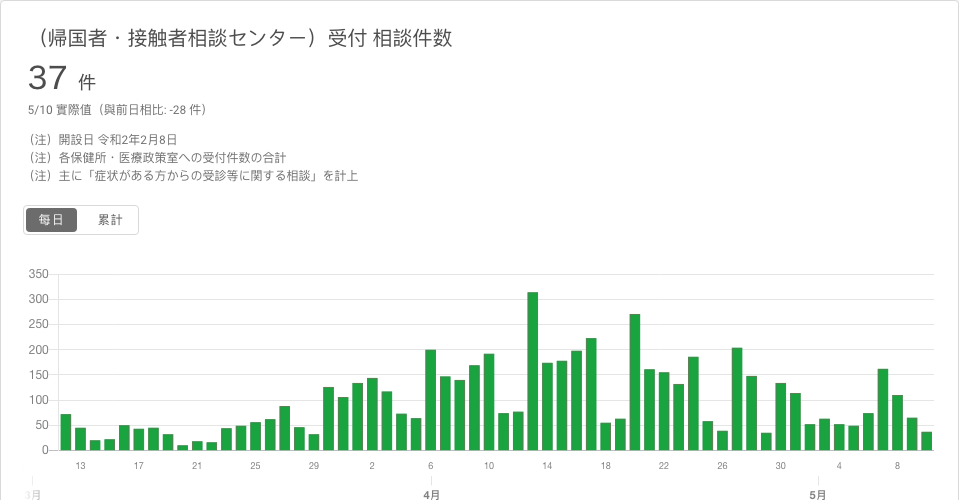 （帰国者・接触者相談センター）受付 相談件数
37 件
5/10 實際值（與前日相比: -28 件）
（注）開設日 令和2年2月8日
（注）各保健所・医療政策室への受付件数の合計
（注）主に「症状がある方からの受診等に関する相談」を計上
每日 累計
350
300
250
200
150
100
50
0
13 17 21 25 29 2 6 10 14 18 22 26 30 4 8
3月 4月 5月